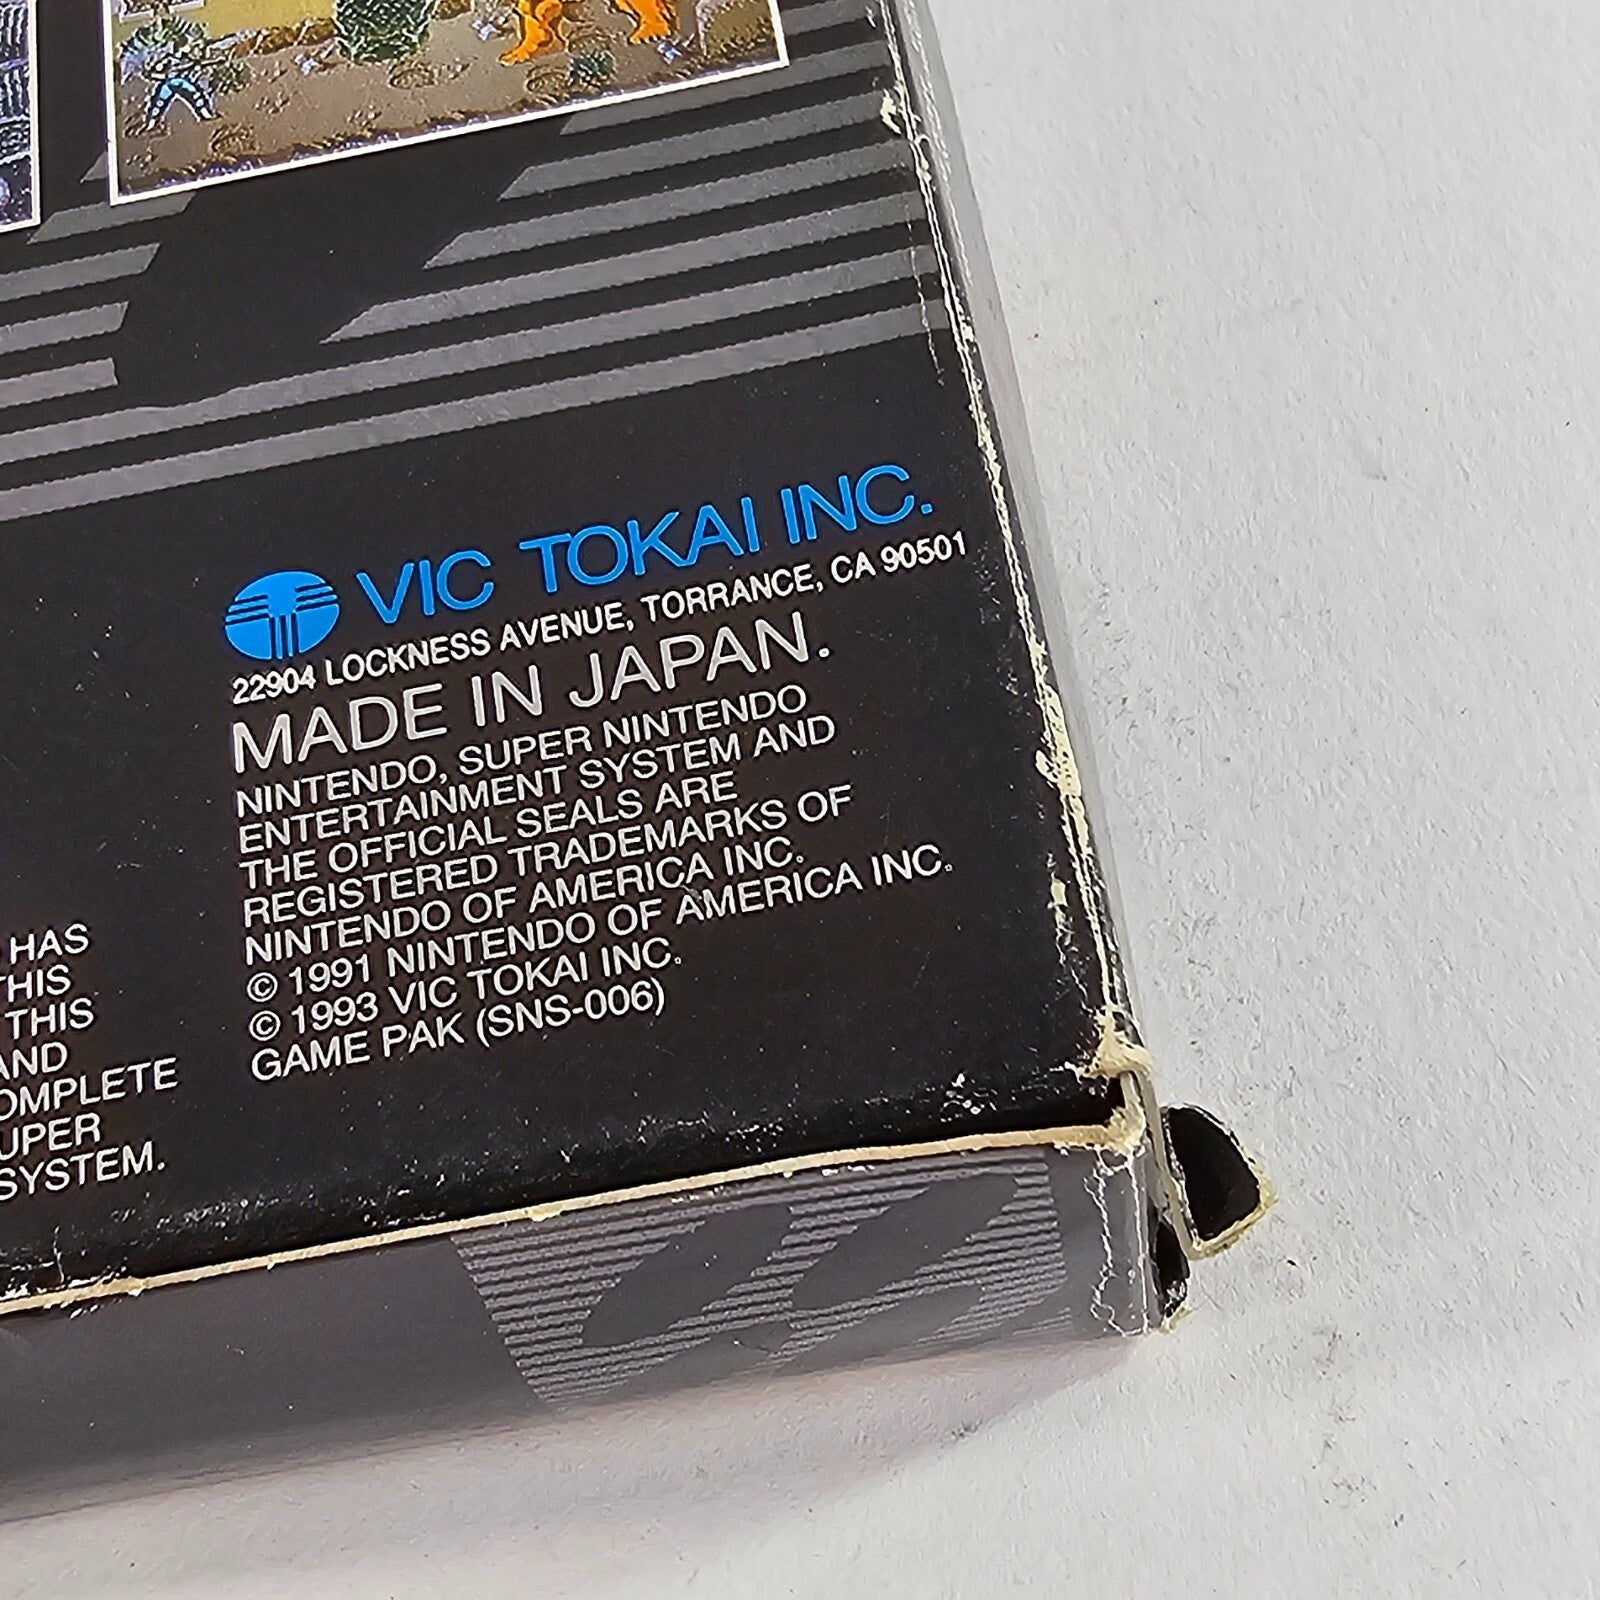 VIC TOKAI INC.
22904 LOCKNESS AVENUE, TORRANCE, CA 90501
MADE IN JAPAN.
NINTENDO, SUPER NINTENDO
ENTERTAINMENT SYSTEM AND
THE OFFICIAL SEALS ARE
REGISTERED TRADEMARKS OF
NINTENDO OF AMERICA INC.
© 1991 NINTENDO OF AMERICA INC.
© 1993 VIC TOKAI INC.
GAME PAK (SNS-006)
HAS
THIS
THIS
AND
OMPLETE
UPER
SYSTEM.